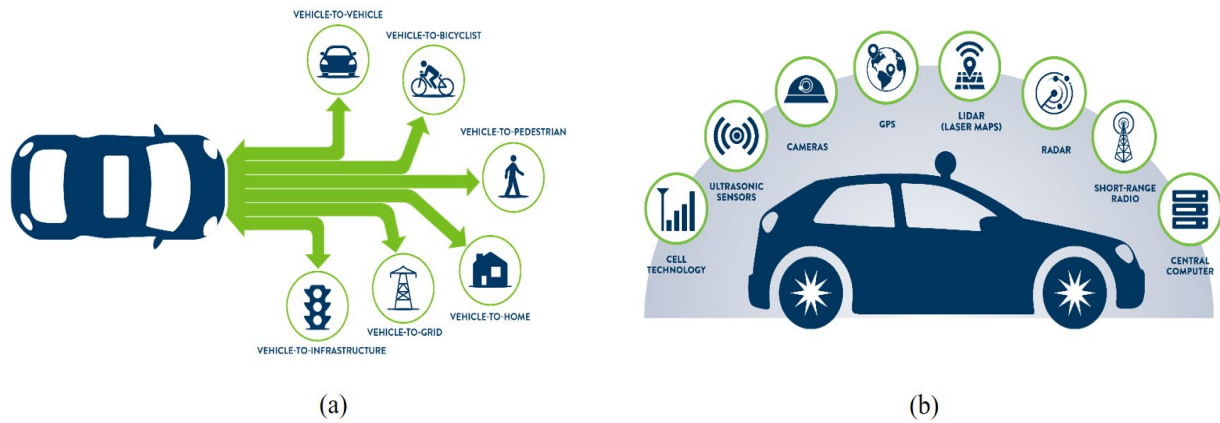 VEHICLE-TO-VEHICLE
VEHICLE-TO-BICYCLIST
VEHICLE-TO-PEDESTRIAN
VEHICLE-TO-HOME
VEHICLE-TO-GRID
VEHICLE-TO-INFRASTRUCTURE
(a)
CELL
TECHNOLOGY
ULTRASONIC
SENSORS
CAMERAS
GPS
LIDAR
(LASER MAPS)
RADAR
SHORT-RANGE
RADIO
CENTRAL
COMPUTER
(b)